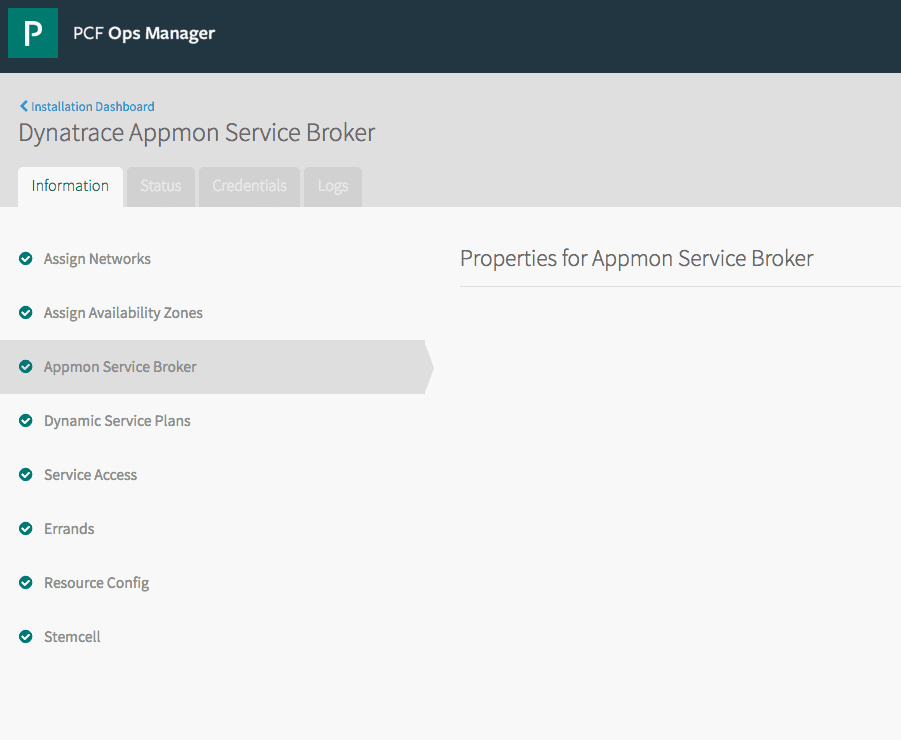 P
PCF Ops Manager
Installation Dashboard
Dynatrace Appmon Service Broker
Information Status Credentials Logs
Assign Networks
Assign Availability Zones
Appmon Service Broker
Dynamic Service Plans
Service Access
Errands
Resource Config
Stemcell
Properties for Appmon Service Broker